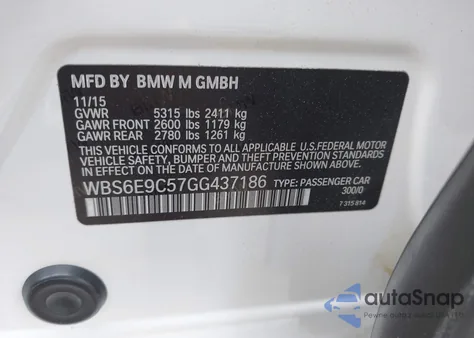 MFD BY BMW M GMBH
11/15
GVWR 5315 lbs 2411 kg
GAWR FRONT 2600 lbs 1179 kg
GAWR REAR 2780 lbs 1261 kg
THIS VEHICLE CONFORMS TO ALL APPLICABLE U.S. FEDERAL MOTOR
VEHICLE SAFETY, BUMPER, AND THEFT PREVENTION STANDARDS
IN EFFECT ON THE DATE OF MANUFACTURE SHOWN ABOVE.
WBS6E9C57GG437186 TYPE: PASSENGER CAR
300/0
7 315 814
autoSnap
Pewne auto z USA